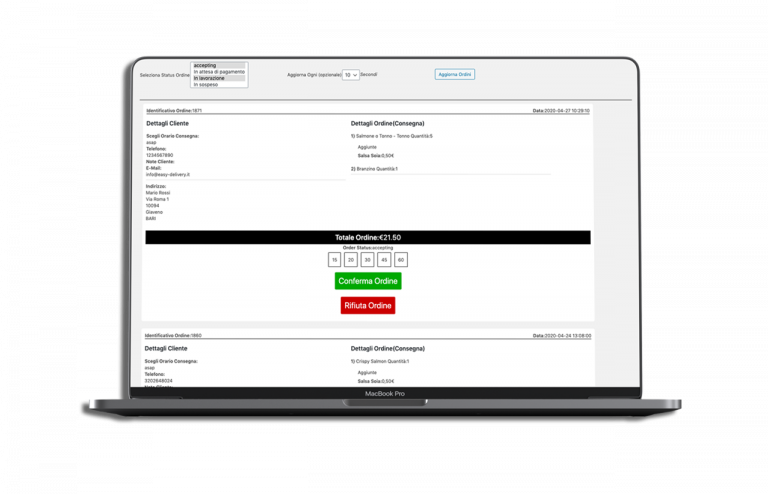 Seleziona Status Ordine
accepting
In attesa di pagamento
In lavorazione
In sospeso
Aggiorna Ogni (opzionale) 10 Secondi
Aggiorna Ordini
Identificativo Ordine:1871 Data:2020-04-27 10:29:10
Dettagli Cliente
Scegli Orario Consegna:
asap
Telefono:
1234567890
Note Cliente:
E-Mail:
info@easy-delivery.it
Indirizzo:
Mario Rossi
Via Roma 1
10094
Giaveno
BARI
Dettagli Ordine(Consegna)
1) Salmone o Tonno - Tonno Quantità:5
Aggiunte
Salsa Soia:0,50€
2) Branzino Quantità:1
Totale Ordine:€21.50
Order Status:accepting
15 20 30 45 60
Conferma Ordine
Rifiuta Ordine
Identificativo Ordine:1860 Data:2020-04-24 13:08:00
Dettagli Cliente
Scegli Orario Consegna:
asap
Telefono:
3202648024
Note Cliente:
Dettagli Ordine(Consegna)
1) Crispy Salmon Quantità:1
Aggiunte
Salsa Soia:0,50€
MacBook Pro